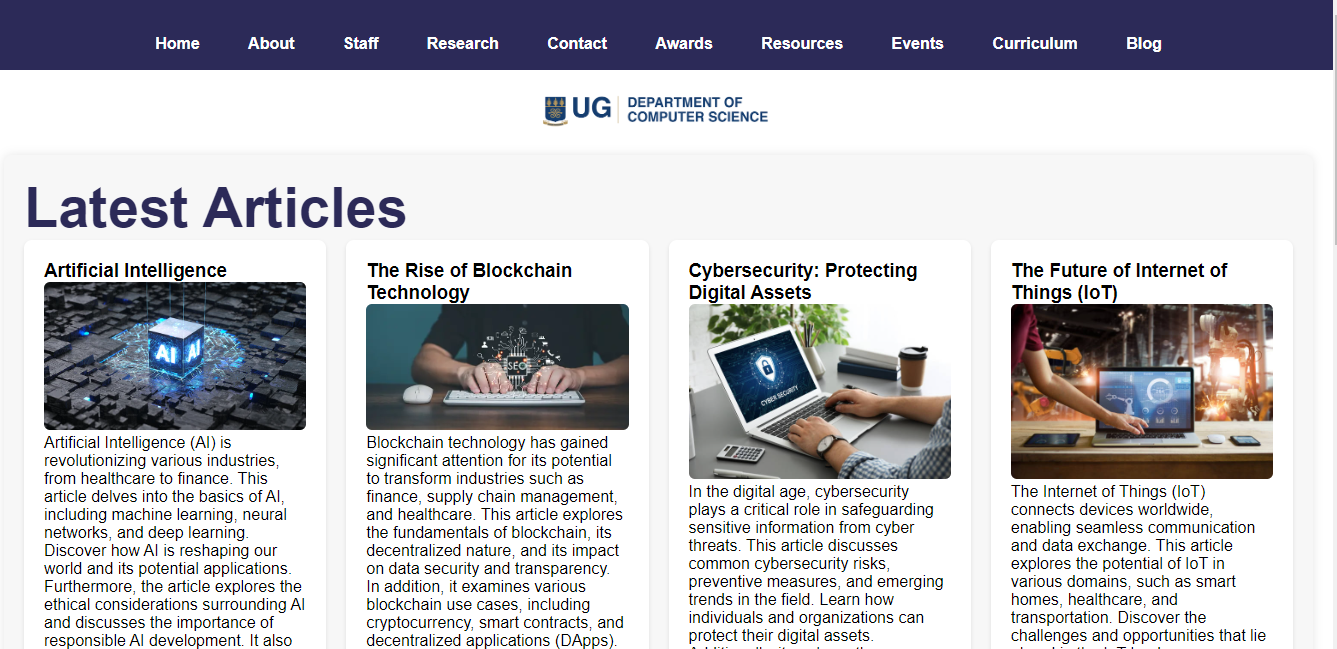 Home About Staff Research Contact Awards Resources Events Curriculum Blog
UG DEPARTMENT OF
COMPUTER SCIENCE
Latest Articles
Artificial Intelligence
AI AI
Artificial Intelligence (AI) is
revolutionizing various industries,
from healthcare to finance. This
article delves into the basics of AI,
including machine learning, neural
networks, and deep learning.
Discover how AI is reshaping our
world and its potential applications.
Furthermore, the article explores the
ethical considerations surrounding AI
and discusses the importance of
responsible AI development. It also
The Rise of Blockchain
Technology
SEO
Blockchain technology has gained
significant attention for its potential
to transform industries such as
finance, supply chain management,
and healthcare. This article explores
the fundamentals of blockchain, its
decentralized nature, and its impact
on data security and transparency.
In addition, it examines various
blockchain use cases, including
cryptocurrency, smart contracts, and
decentralized applications (DApps).
Cybersecurity: Protecting
Digital Assets
CYBER SECURITY
In the digital age, cybersecurity
plays a critical role in safeguarding
sensitive information from cyber
threats. This article discusses
common cybersecurity risks,
preventive measures, and emerging
trends in the field. Learn how
individuals and organizations can
protect their digital assets.
The Future of Internet of
Things (IoT)
The Internet of Things (IoT)
connects devices worldwide,
enabling seamless communication
and data exchange. This article
explores the potential of IoT in
various domains, such as smart
homes, healthcare, and
transportation. Discover the
challenges and opportunities that lie